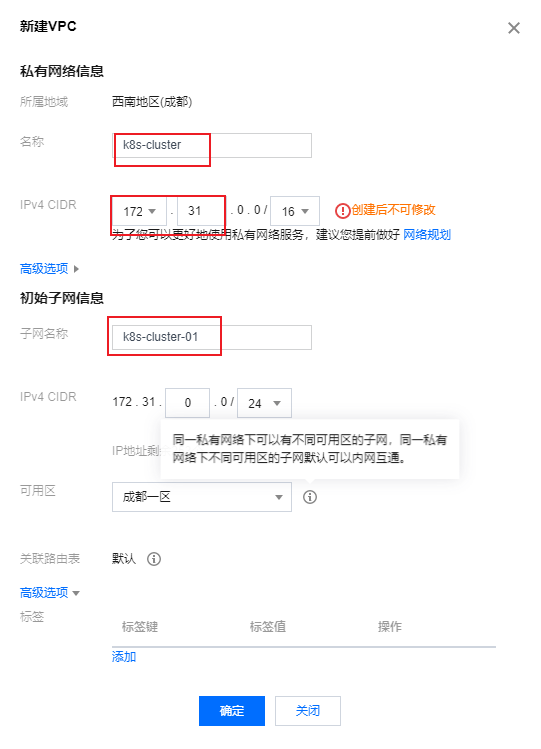 新建VPC
私有网络信息
所属地域 西南地区(成都)
名称 k8s-cluster
IPv4 CIDR 172 . 31 . 0 . 0 / 16 创建后不可修改
为了您可以更好地使用私有网络服务，建议您提前做好 网络规划
高级选项
初始子网信息
子网名称 k8s-cluster-01
IPv4 CIDR 172 . 31 . 0 . 0 / 24
同一私有网络下可以有不同可用区的子网，同一私有
网络下不同可用区的子网默认可以内网互通。
IP地址
可用区 成都一区
关联路由表 默认
高级选项
标签
标签键 标签值 操作
添加
确定 关闭